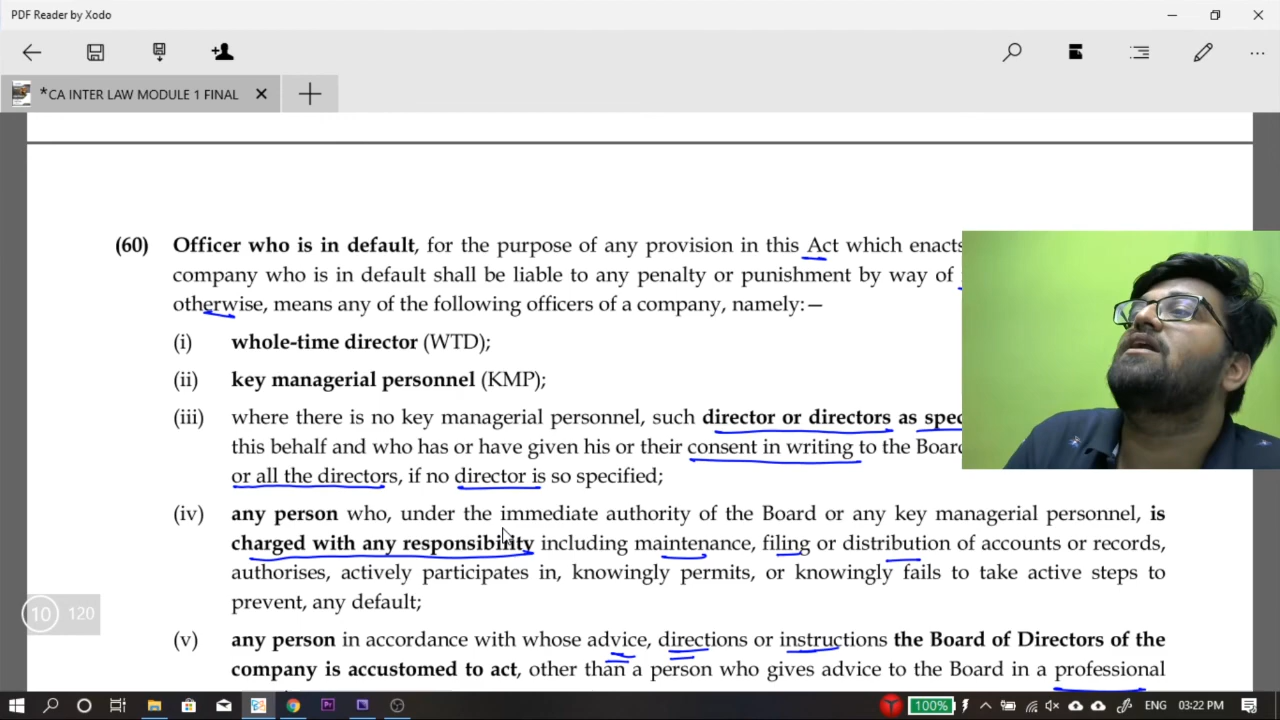 PDF Reader by Xodo
*CA INTER LAW MODULE 1 FINAL
(60) Officer who is in default, for the purpose of any provision in this Act which enacts
company who is in default shall be liable to any penalty or punishment by way of
otherwise, means any of the following officers of a company, namely:—
(i) whole-time director (WTD);
(ii) key managerial personnel (KMP);
(iii) where there is no key managerial personnel, such director or directors as spec
this behalf and who has or have given his or their consent in writing to the Board
or all the directors, if no director is so specified;
(iv) any person who, under the immediate authority of the Board or any key managerial personnel, is
charged with any responsibility including maintenance, filing or distribution of accounts or records,
authorises, actively participates in, knowingly permits, or knowingly fails to take active steps to
prevent, any default;
10 120
(v) any person in accordance with whose advice, directions or instructions the Board of Directors of the
company is accustomed to act, other than a person who gives advice to the Board in a professional
100% ENG 03:22 PM